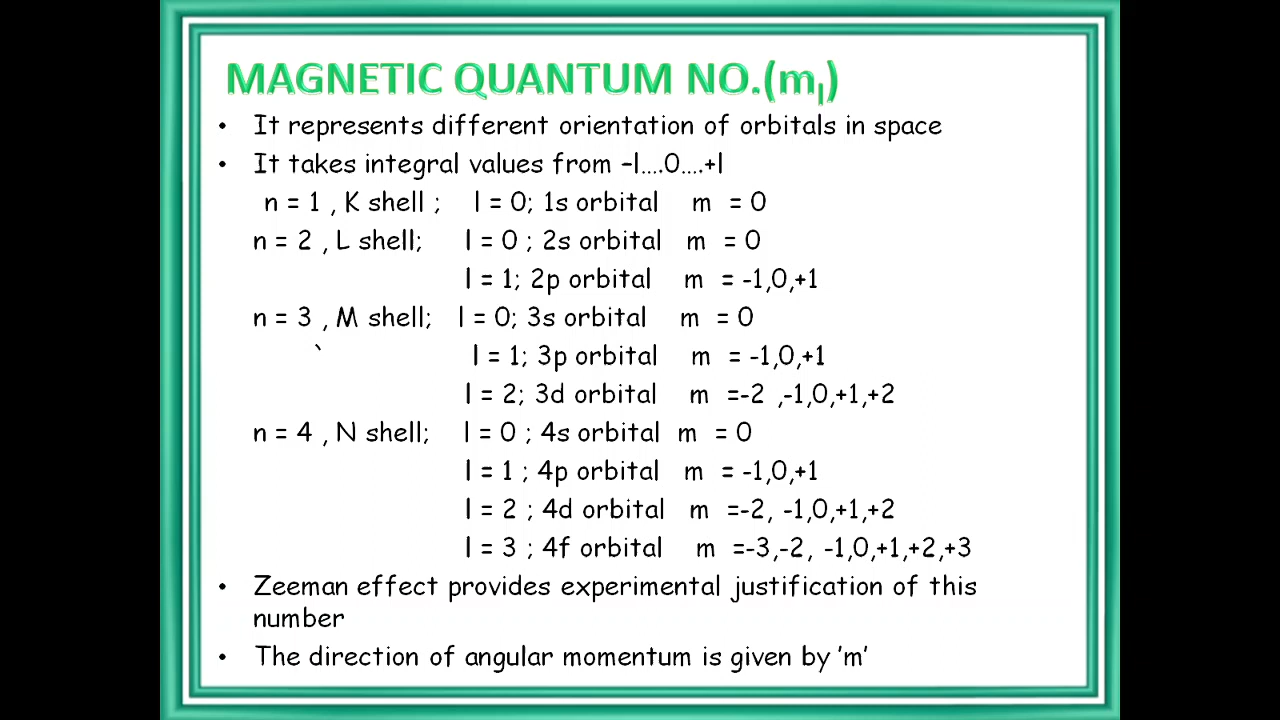 MAGNETIC QUANTUM NO.(ml)
• It represents different orientation of orbitals in space
• It takes integral values from –l....0....+l
n = 1 , K shell ; l = 0; 1s orbital m = 0
n = 2 , L shell; l = 0 ; 2s orbital m = 0
l = 1; 2p orbital m = -1,0,+1
n = 3 , M shell; l = 0; 3s orbital m = 0
` l = 1; 3p orbital m = -1,0,+1
l = 2; 3d orbital m =-2 ,-1,0,+1,+2
n = 4 , N shell; l = 0 ; 4s orbital m = 0
l = 1 ; 4p orbital m = -1,0,+1
l = 2 ; 4d orbital m =-2, -1,0,+1,+2
l = 3 ; 4f orbital m =-3,-2, -1,0,+1,+2,+3
• Zeeman effect provides experimental justification of this
number
• The direction of angular momentum is given by ’m’